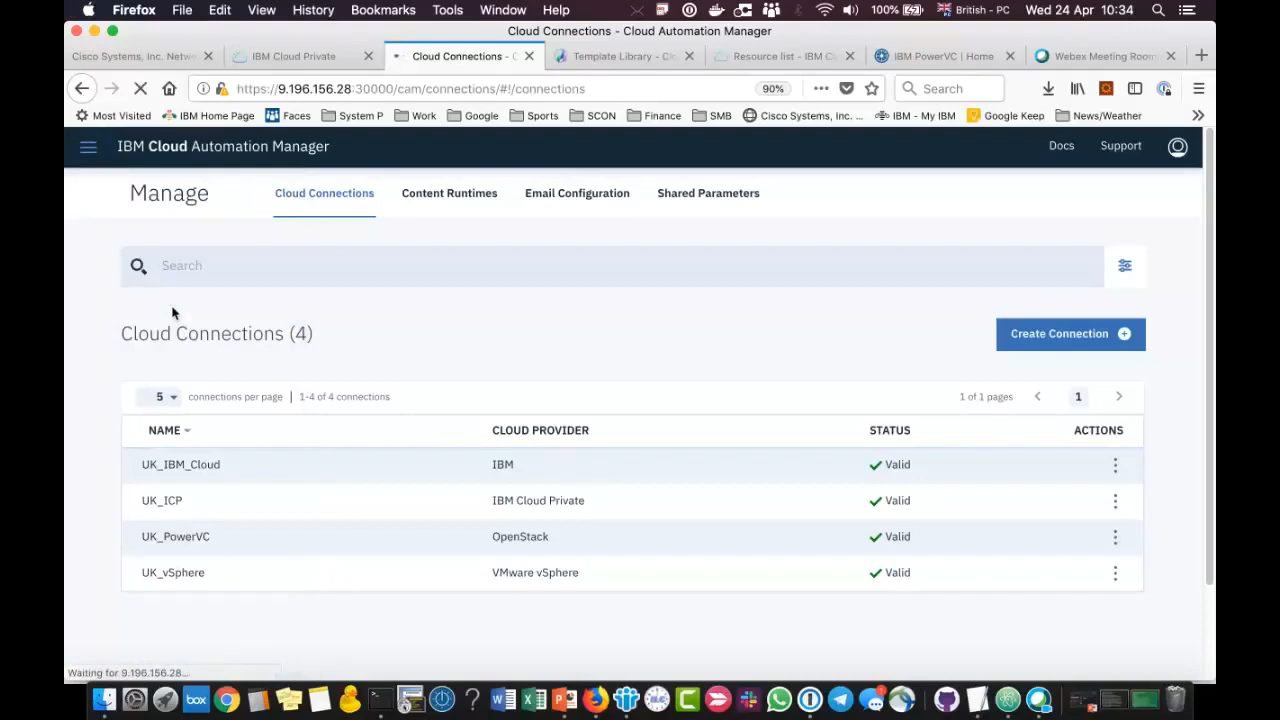 Firefox File Edit View History Bookmarks Tools Window Help 100% British - PC Wed 24 Apr 10:34
Cloud Connections - Cloud Automation Manager
Cisco Systems, Inc. Netw IBM Cloud Private Cloud Connections - C Template Library - Clo Resource list - IBM Cl IBM PowerVC | Home Webex Meeting Room
https://9.196.156.28:30000/cam/connections/#!/connections 90% Search
Most Visited IBM Home Page Faces System P Work Google Sports SCON Finance SMB Cisco Systems, Inc. ... IBM - My IBM Google Keep News/Weather
IBM Cloud Automation Manager Docs Support
Manage Cloud Connections Content Runtimes Email Configuration Shared Parameters
Search
Cloud Connections (4) Create Connection
5 connections per page | 1-4 of 4 connections 1 of 1 pages 1
NAME CLOUD PROVIDER STATUS ACTIONS
UK_IBM_Cloud IBM Valid
UK_ICP IBM Cloud Private Valid
UK_PowerVC OpenStack Valid
UK_vSphere VMware vSphere Valid
Waiting for 9.196.156.28...
box